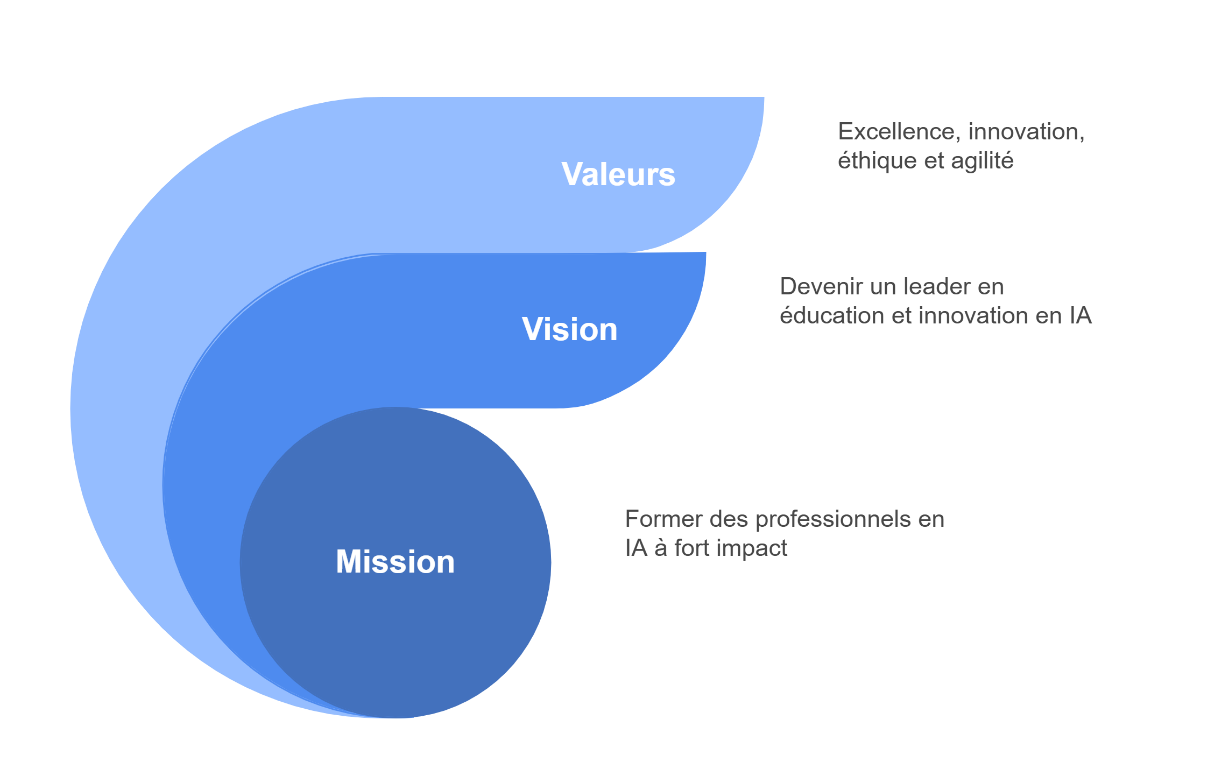 Valeurs
Excellence, innovation,
éthique et agilité
Vision
Devenir un leader en
éducation et innovation en IA
Mission
Former des professionnels en
IA à fort impact